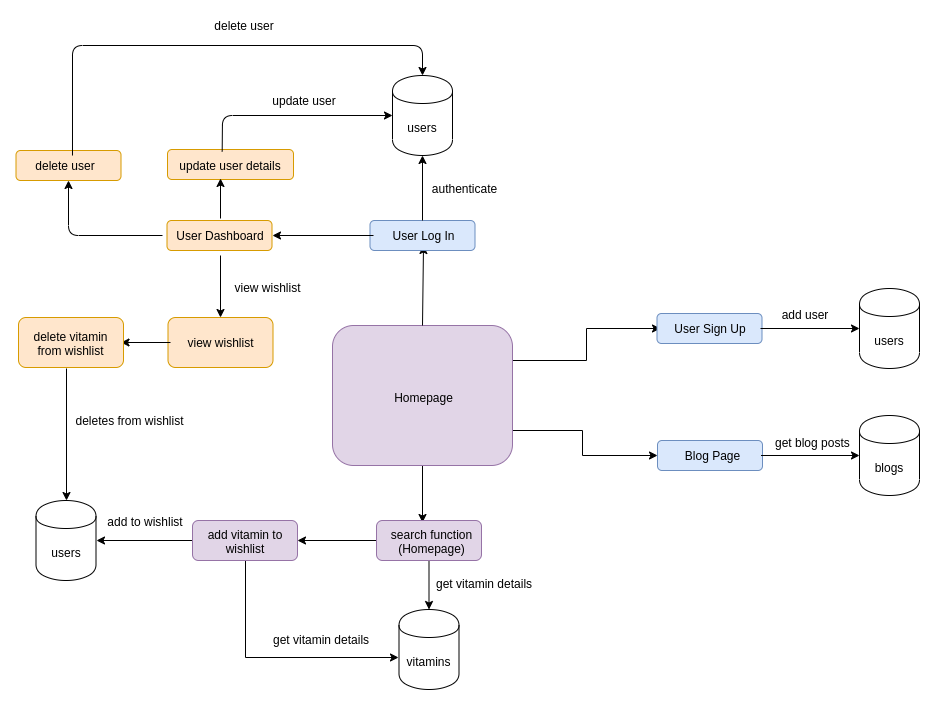 delete user
update user
users
delete user
update user details
authenticate
User Dashboard
User Log In
view wishlist
add user
User Sign Up
users
delete vitamin
from wishlist
view wishlist
Homepage
deletes from wishlist
get blog posts
Blog Page
blogs
add to wishlist
users
add vitamin to
wishlist
search function
(Homepage)
get vitamin details
get vitamin details
vitamins